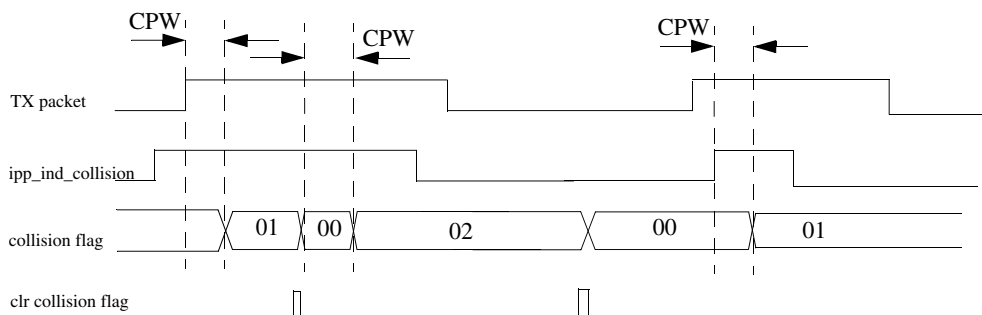 CPW
CPW
CPW
TX packet
ipp_ind_collision
collision flag
01
00
02
00
01
clr collision flag